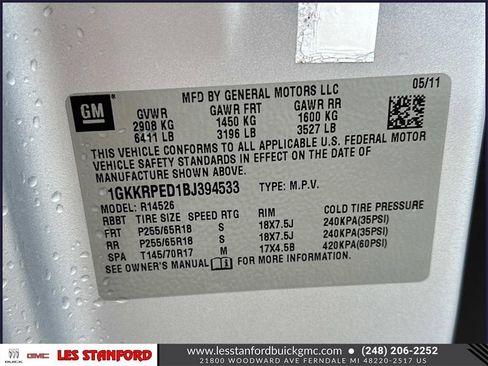 05/11
MFD BY GENERAL MOTORS LLC
GM
GVWR GAWR FRT GAWR RR
2908 KG 1450 KG 1600 KG
6411 LB 3196 LB 3527 LB
THIS VEHICLE CONFORMS TO ALL APPLICABLE U.S. FEDERAL MOTOR
VEHICLE SAFETY STANDARDS IN EFFECT ON THE DATE OF
MANUFACTURE SHOWN ABOVE.
1GKKRPED1BJ394533 TYPE: M.P.V.
MODEL: R14526
RBBT TIRE SIZE SPEED RTG RIM COLD TIRE PRESSURE
FRT P255/65R18 S 18X7.5J 240KPA(35PSI)
RR P255/65R18 S 18X7.5J 240KPA(35PSI)
SPA T145/70R17 M 17X4.5B 420KPA(60PSI)
SEE OWNER'S MANUAL FOR MORE INFORMATION.
BUICK GMC LES STANFORD
www.lesstanfordbuickgmc.com (248) 206-2252
21800 WOODWARD AVE FERNDALE MI 48220-2517 US